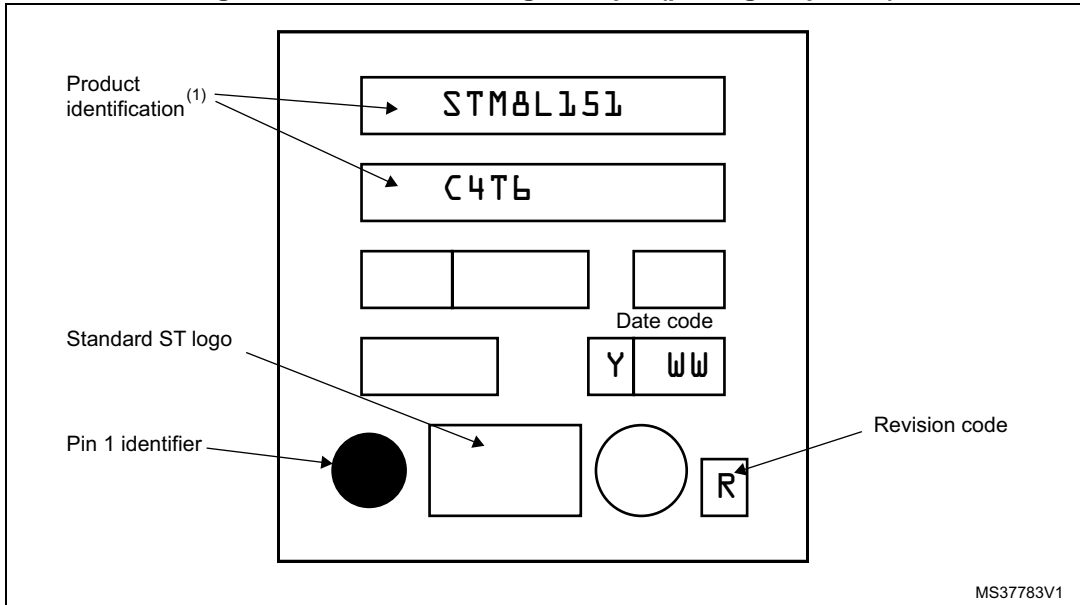 Product
identification(1)
STM8L151
C4T6
Date code
Standard ST logo
Y WW
Revision code
Pin 1 identifier
R
MS37783V1